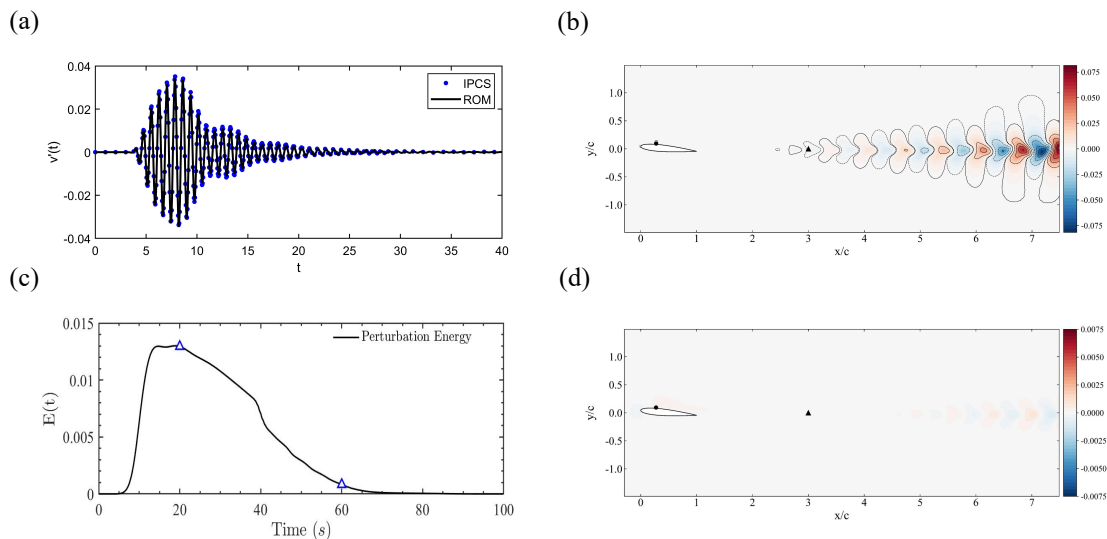 (a)
0.04
0.02
0
-0.02
-0.04
v'(t)
IPCS
ROM
0 5 10 15 20 25 30 35 40
t
(b)
1.0
0.5
0.0
-0.5
-1.0
y/c
0 1 2 3 4 5 6 7
x/c
0.075
0.050
0.025
0.000
-0.025
-0.050
-0.075
(c)
0.015
0.01
0.005
0
E(t)
Perturbation Energy
0 20 40 60 80 100
Time (s)
(d)
1.0
0.5
0.0
-0.5
-1.0
y/c
0 1 2 3 4 5 6 7
x/c
0.0075
0.0050
0.0025
0.0000
-0.0025
-0.0050
-0.0075